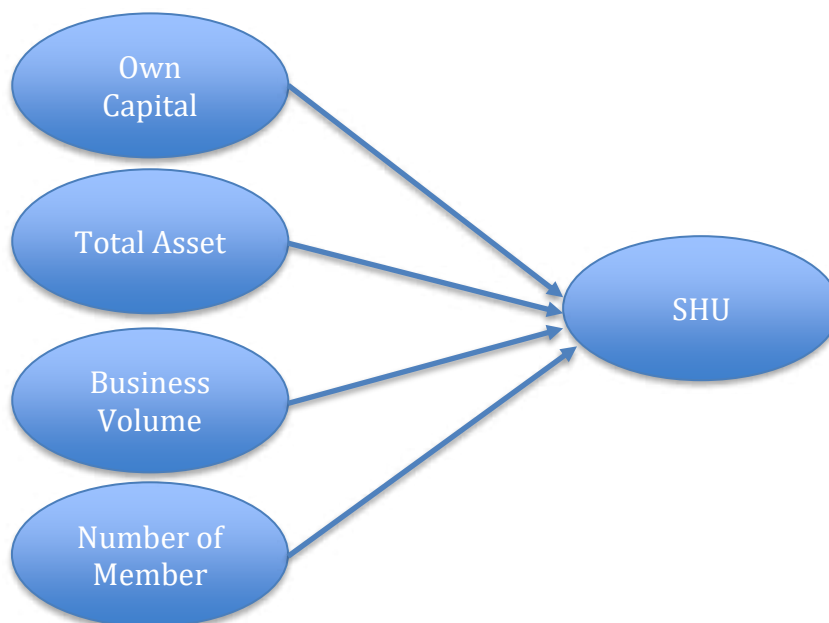 Own
Capital
Total Asset
SHU
Business
Volume
Number of
Member